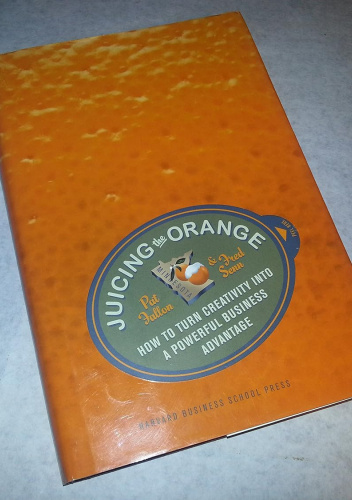 JUICING the ORANGE
Pat Fallon
& Fred Senn
MINNESOTA
HOW TO TURN CREATIVITY INTO
A POWERFUL BUSINESS
ADVANTAGE
HARVARD BUSINESS SCHOOL PRESS